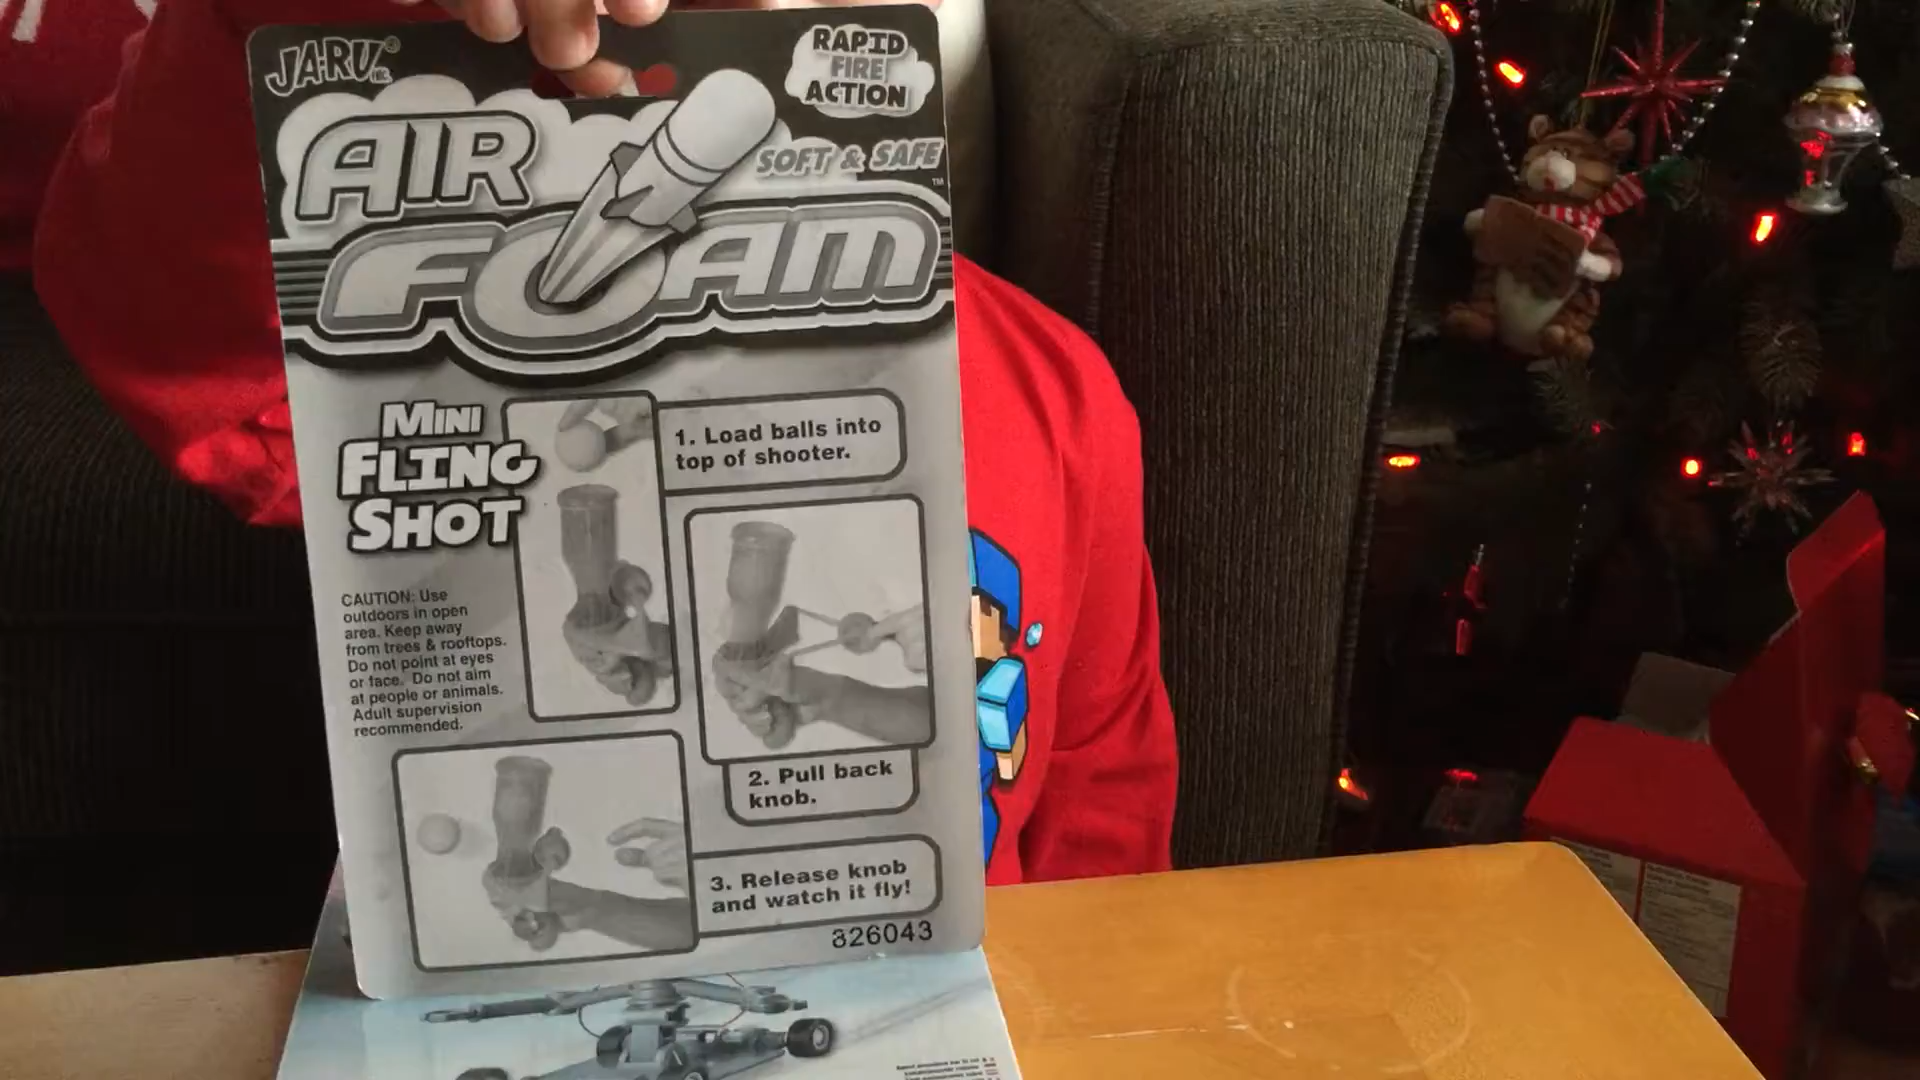 JA-RU® INC.
RAPID
FIRE
ACTION
AIR
SOFT & SAFE
FOAM™
MINI
FLING
SHOT
1. Load balls into
top of shooter.
CAUTION: Use
outdoors in open
area. Keep away
from trees & rooftops.
Do not point at eyes
or face. Do not aim
at people or animals.
Adult supervision
recommended.
2. Pull back
knob.
3. Release knob
and watch it fly!
826043